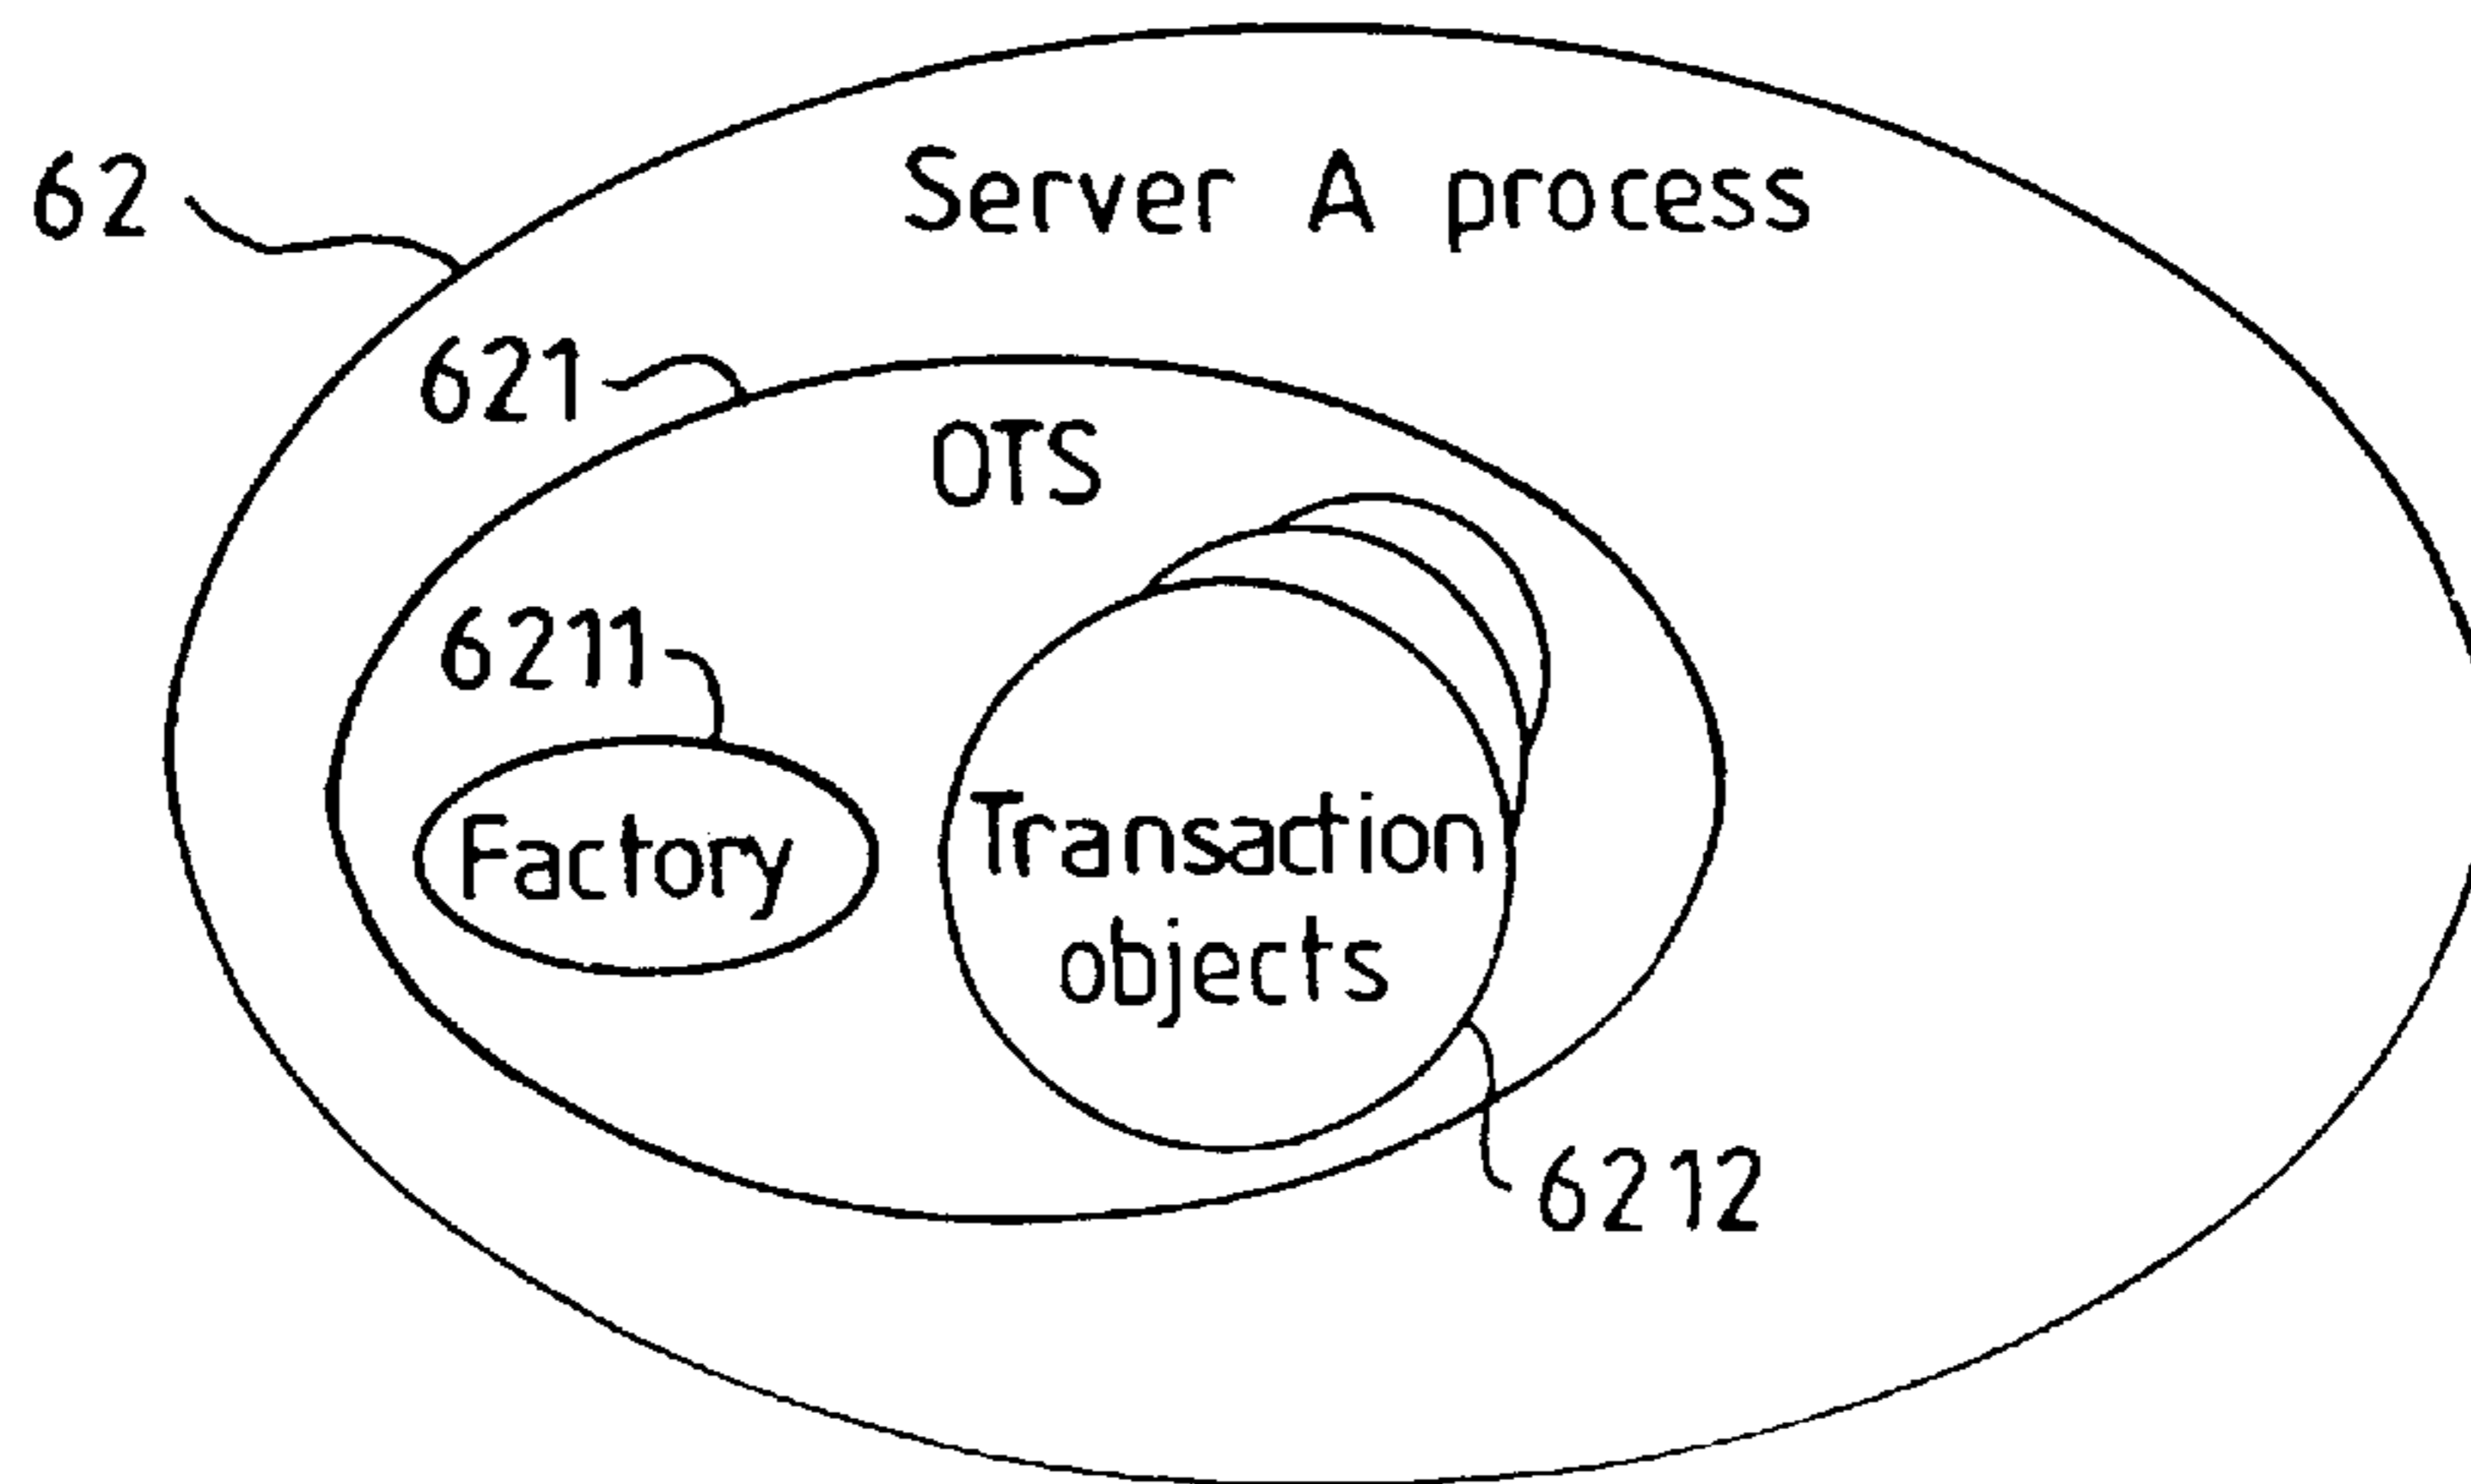 Server A process
62
621
OTS
6211
Factory
Transaction
objects
6212